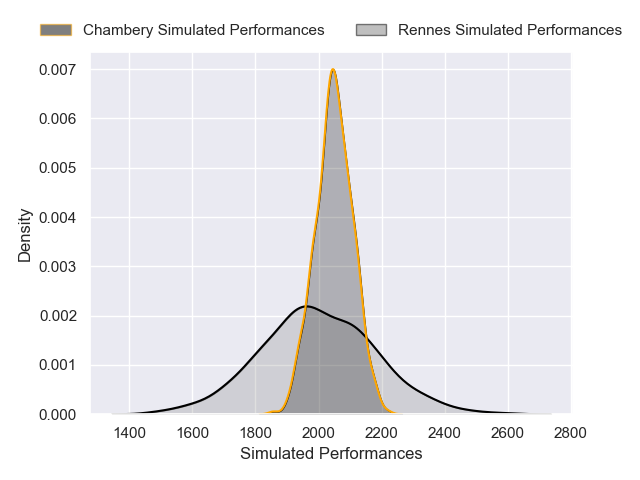 Chambery Simulated Performances
Rennes Simulated Performances
0.007
0.006
0.005
0.004
0.003
0.002
0.001
0.000
Density
1400 1600 1800 2000 2200 2400 2600 2800
Simulated Performances